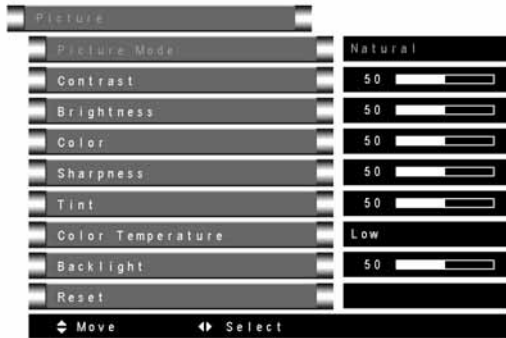 Picture
Picture Mode Natural
Contrast 50
Brightness 50
Color 50
Sharpness 50
Tint 50
Color Temperature Low
Backlight 50
Reset
Move Select